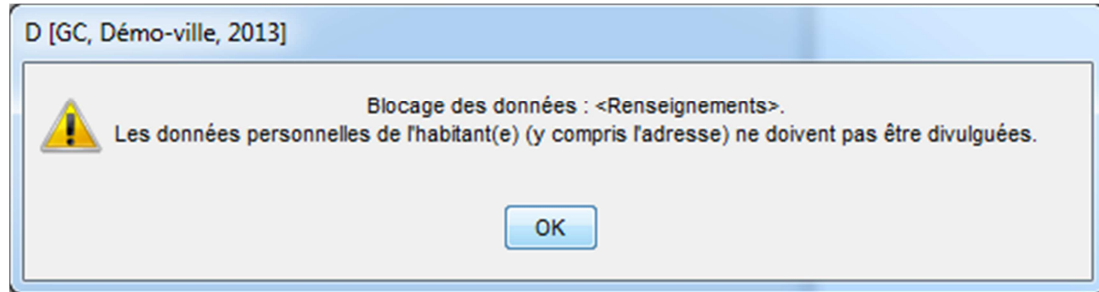 D [GC, Démo-ville, 2013]
Blocage des données : <Renseignements>.
Les données personnelles de l'habitant(e) (y compris l'adresse) ne doivent pas être divulguées.
OK